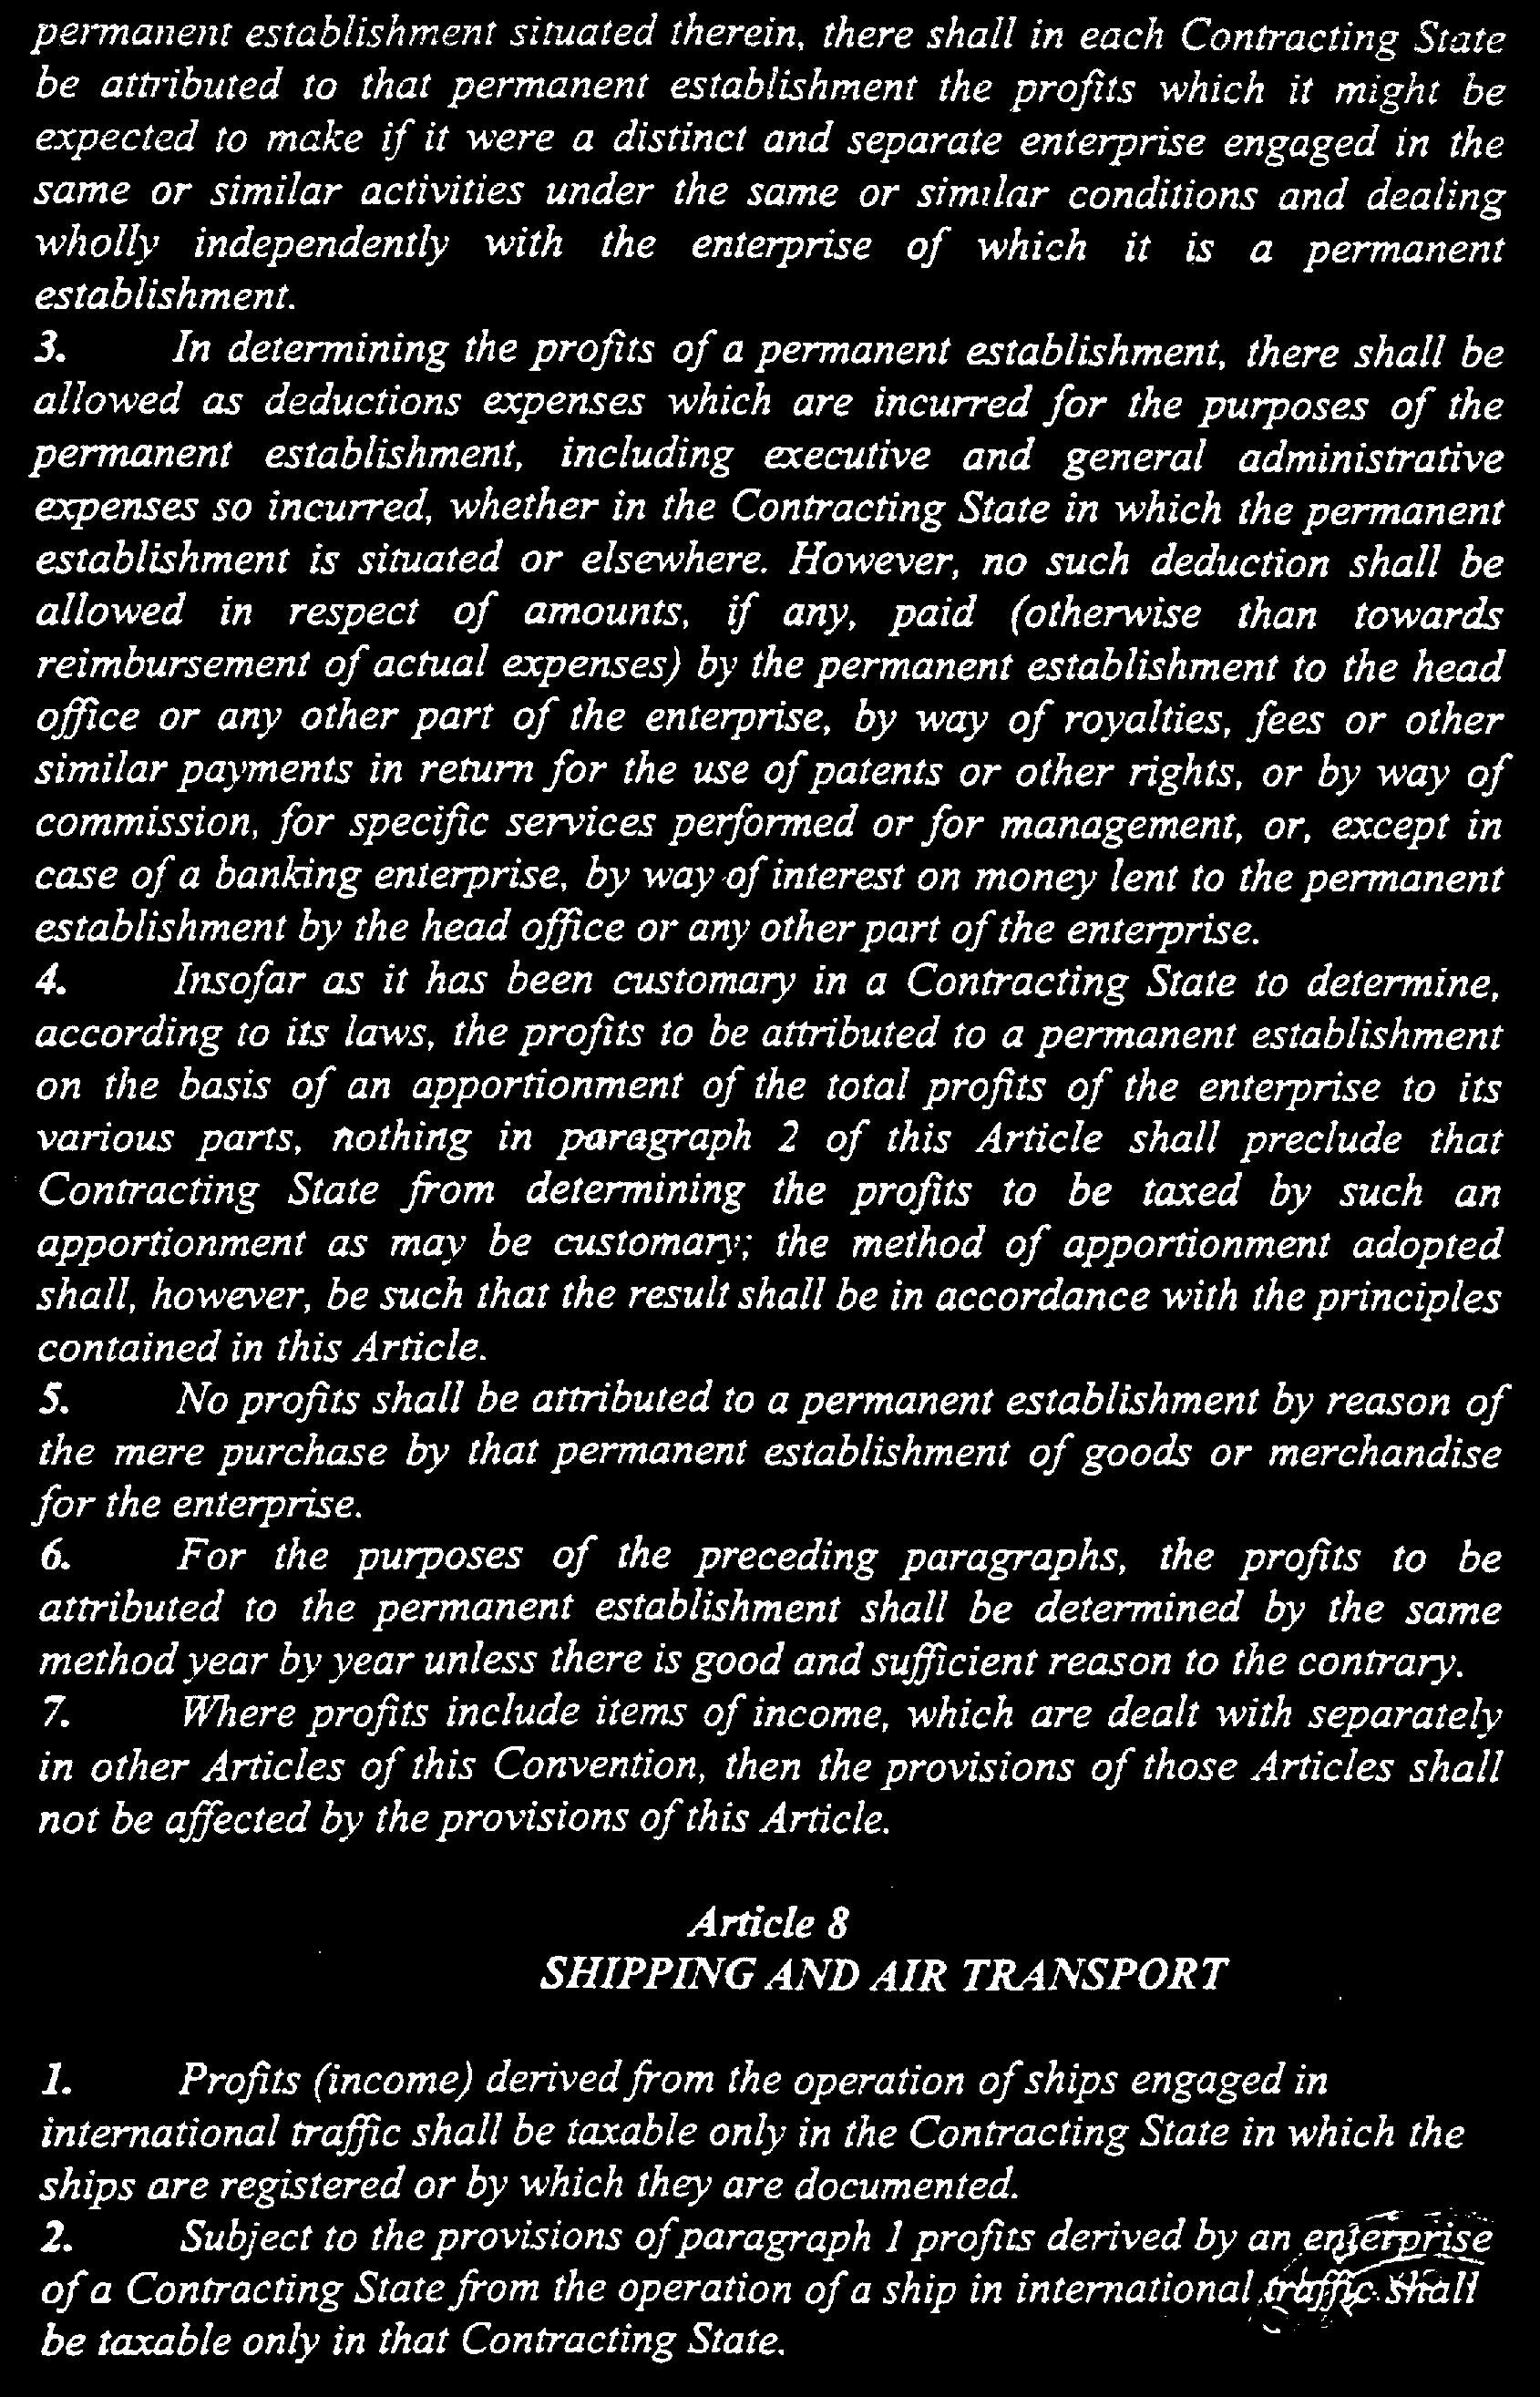 permanent establishment situated therein, there shall in each Contracting State
be attributed to that permanent establishment the profits which it might be
expected to make if it were a distinct and separate enterprise engaged in the
same or similar activities under the same or similar conditions and dealing
wholly independently with the enterprise of which it is a permanent
establishment.
3. In determining the profits of a permanent establishment, there shall be
allowed as deductions expenses which are incurred for the purposes of the
permanent establishment, including executive and general administrative
expenses so incurred, whether in the Contracting State in which the permanent
establishment is situated or elsewhere. However, no such deduction shall be
allowed in respect of amounts, if any, paid (otherwise than towards
reimbursement of actual expenses) by the permanent establishment to the head
office or any other part of the enterprise, by way of royalties, fees or other
similar payments in return for the use of patents or other rights, or by way of
commission, for specific services performed or for management, or, except in
case of a banking enterprise, by way of interest on money lent to the permanent
establishment by the head office or any other part of the enterprise.
4. Insofar as it has been customary in a Contracting State to determine,
according to its laws, the profits to be attributed to a permanent establishment
on the basis of an apportionment of the total profits of the enterprise to its
various parts, nothing in paragraph 2 of this Article shall preclude that
Contracting State from determining the profits to be taxed by such an
apportionment as may be customary; the method of apportionment adopted
shall, however, be such that the result shall be in accordance with the principles
contained in this Article.
5. No profits shall be attributed to a permanent establishment by reason of
the mere purchase by that permanent establishment of goods or merchandise
for the enterprise.
6. For the purposes of the preceding paragraphs, the profits to be
attributed to the permanent establishment shall be determined by the same
method year by year unless there is good and sufficient reason to the contrary.
7. Where profits include items of income, which are dealt with separately
in other Articles of this Convention, then the provisions of those Articles shall
not be affected by the provisions of this Article.
Article 8
SHIPPING AND AIR TRANSPORT
1. Profits (income) derived from the operation of ships engaged in
international traffic shall be taxable only in the Contracting State in which the
ships are registered or by which they are documented.
2. Subject to the provisions of paragraph 1 profits derived by an enterprise
of a Contracting State from the operation of a ship in international traffic shall
be taxable only in that Contracting State.